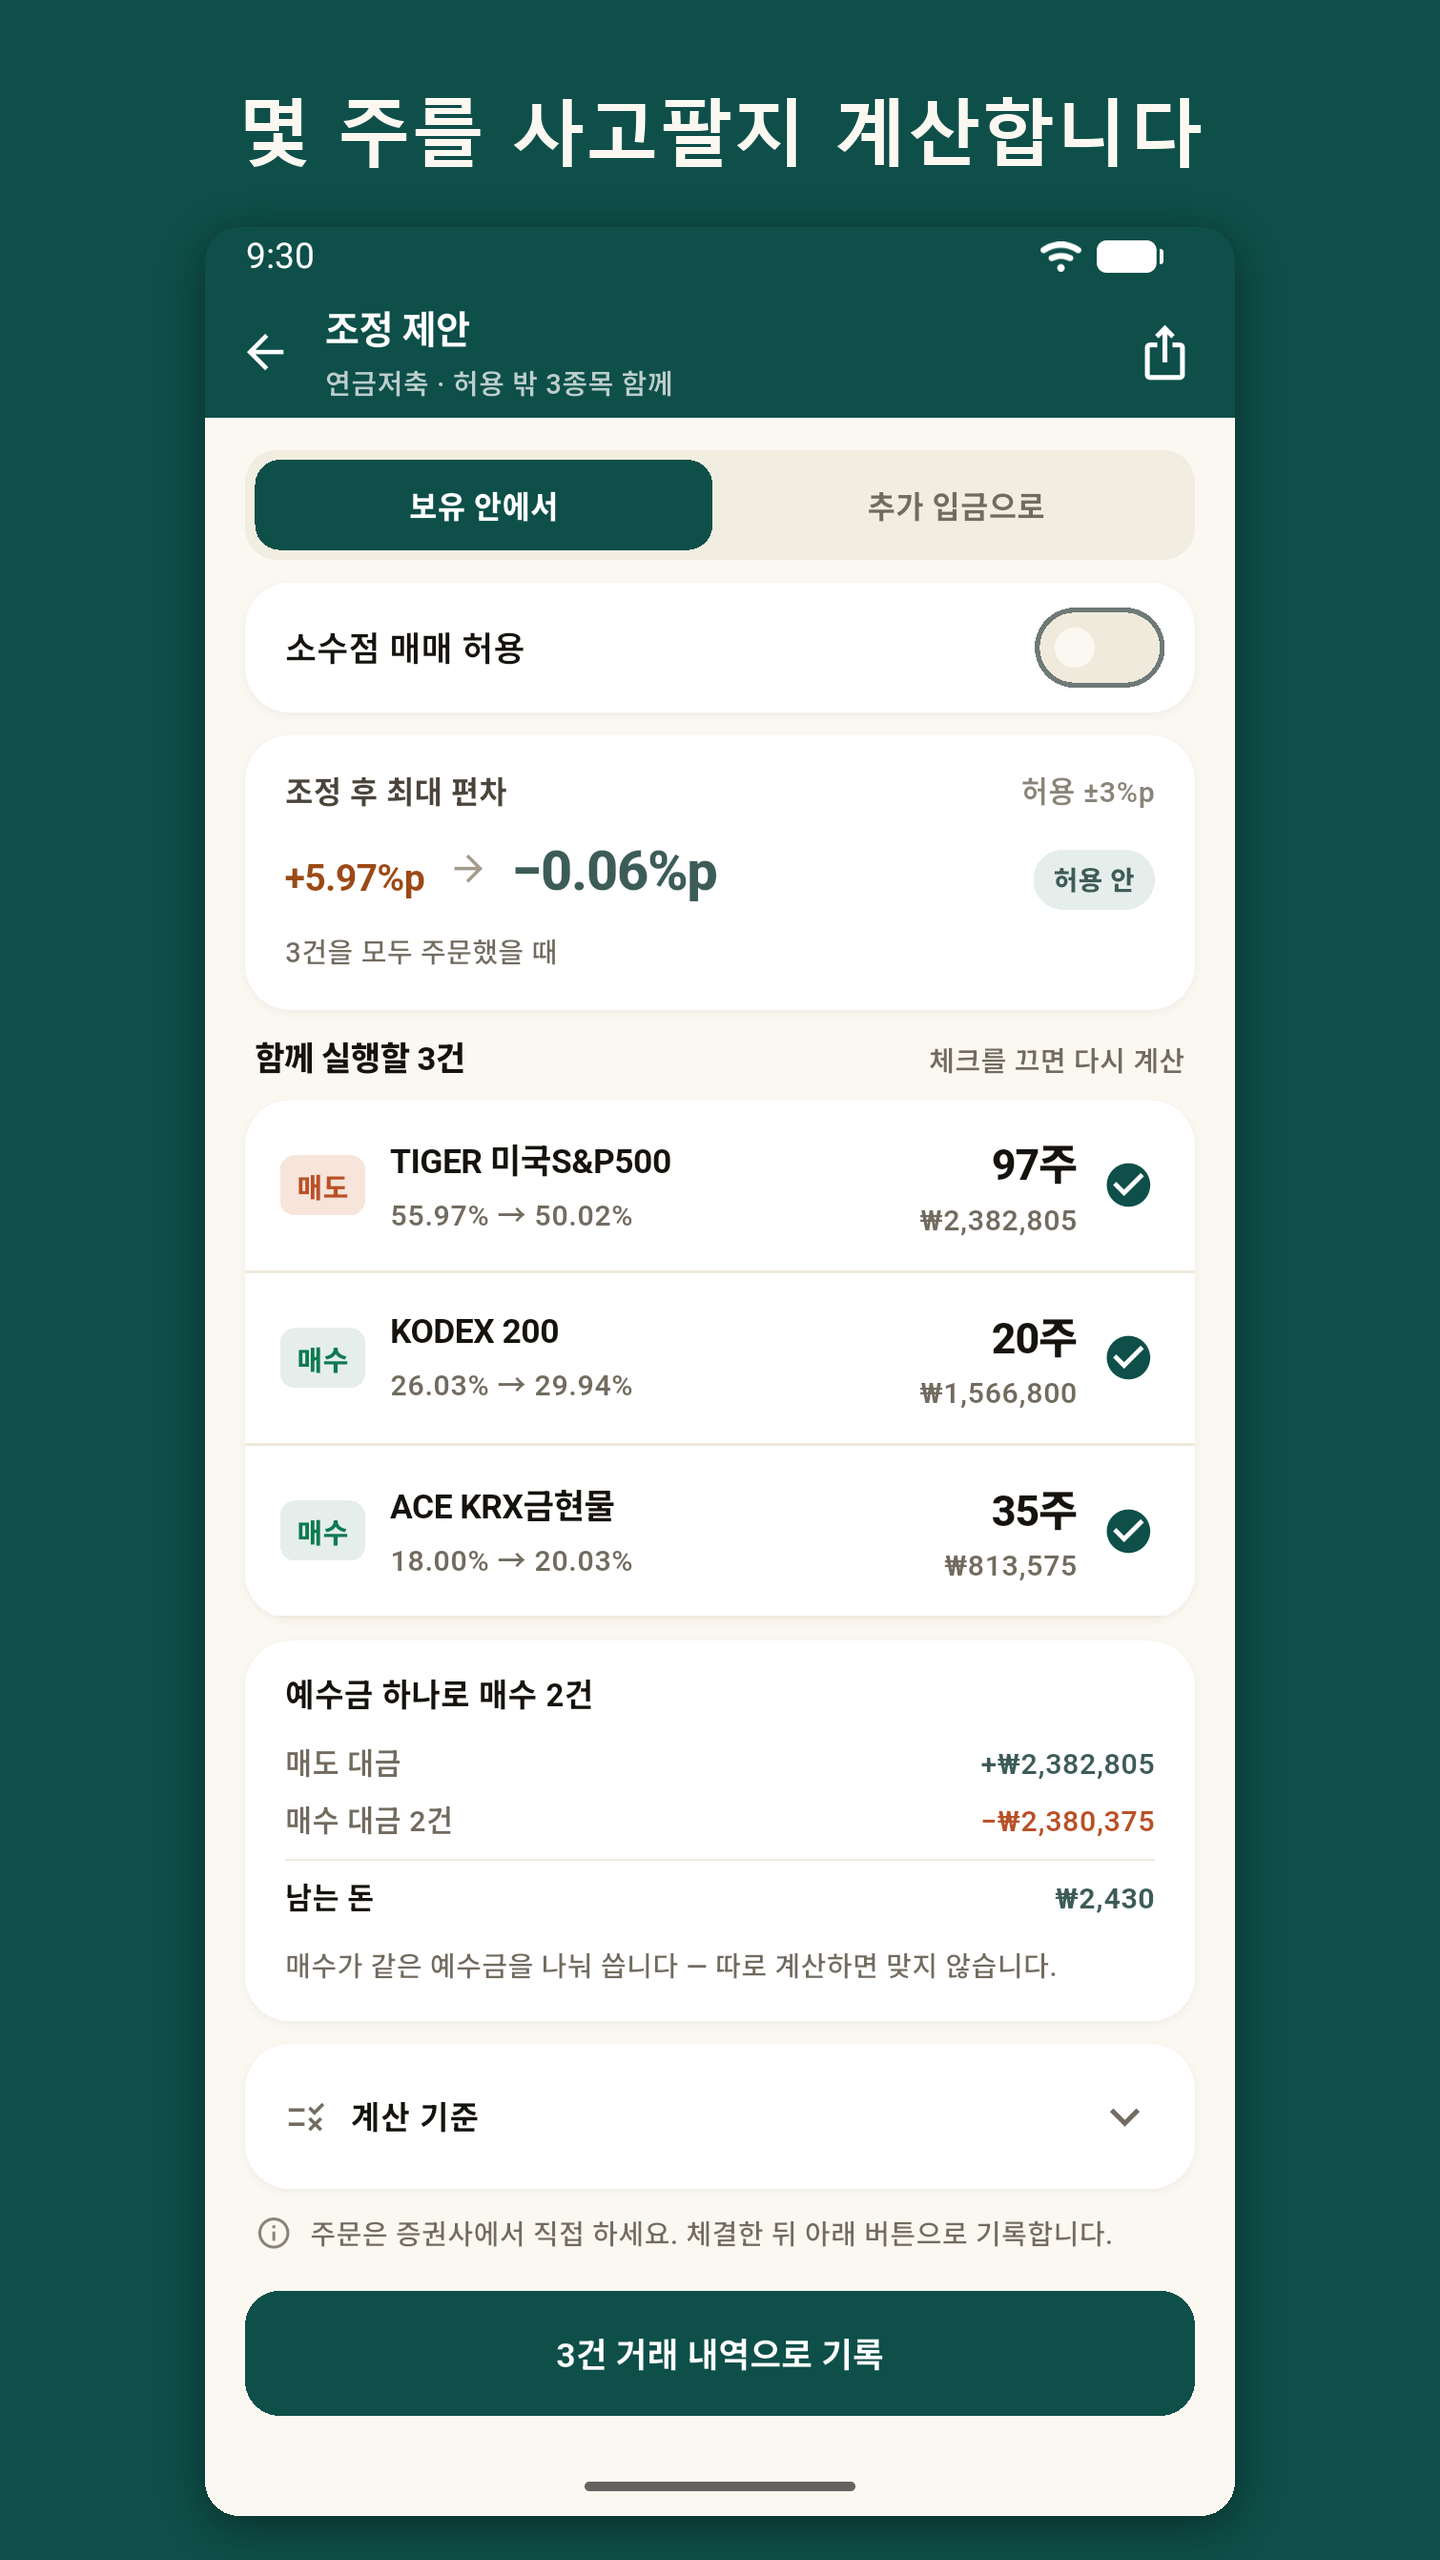 몇 주를 사고팔지 계산합니다
9:30
조정 제안
연금저축 · 허용 밖 3종목 함께
보유 안에서
추가 입금으로
소수점 매매 허용
조정 후 최대 편차
허용 ±3%p
+5.97%p → −0.06%p
허용 안
3건을 모두 주문했을 때
함께 실행할 3건
체크를 끄면 다시 계산
매도
TIGER 미국S&P500
55.97% → 50.02%
97주
₩2,382,805
매수
KODEX 200
26.03% → 29.94%
20주
₩1,566,800
매수
ACE KRX금현물
18.00% → 20.03%
35주
₩813,575
예수금 하나로 매수 2건
매도 대금
+₩2,382,805
매수 대금 2건
−₩2,380,375
남는 돈
₩2,430
매수가 같은 예수금을 나눠 씁니다 — 따로 계산하면 맞지 않습니다.
계산 기준
주문은 증권사에서 직접 하세요. 체결한 뒤 아래 버튼으로 기록합니다.
3건 거래 내역으로 기록